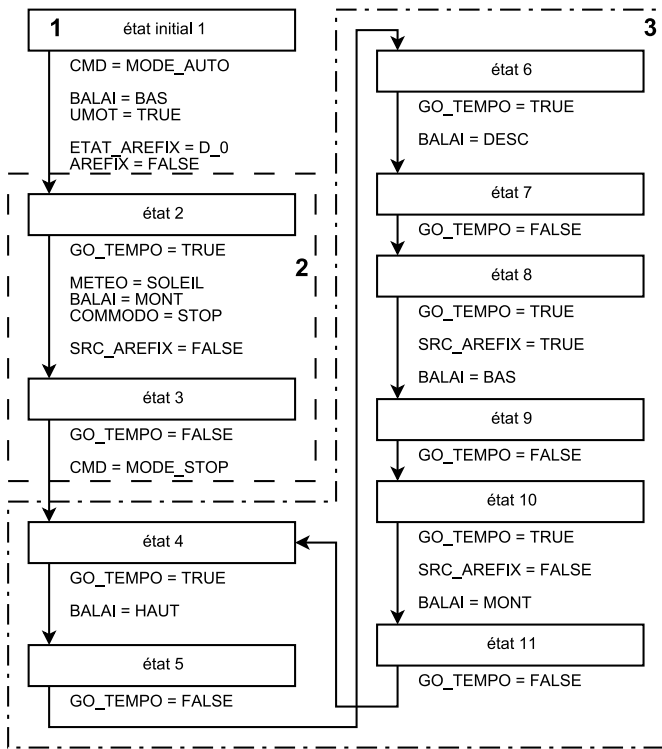 1
état initial 1
CMD = MODE_AUTO
BALAI = BAS
UMOT = TRUE
ETAT_AREFIX = D_0
AREFIX = FALSE
2
état 2
GO_TEMPO = TRUE
METEO = SOLEIL
BALAI = MONT
COMMODO = STOP
SRC_AREFIX = FALSE
état 3
GO_TEMPO = FALSE
CMD = MODE_STOP
3
état 4
GO_TEMPO = TRUE
BALAI = HAUT
état 5
GO_TEMPO = FALSE
état 6
GO_TEMPO = TRUE
BALAI = DESC
état 7
GO_TEMPO = FALSE
état 8
GO_TEMPO = TRUE
SRC_AREFIX = TRUE
BALAI = BAS
état 9
GO_TEMPO = FALSE
état 10
GO_TEMPO = TRUE
SRC_AREFIX = FALSE
BALAI = MONT
état 11
GO_TEMPO = FALSE